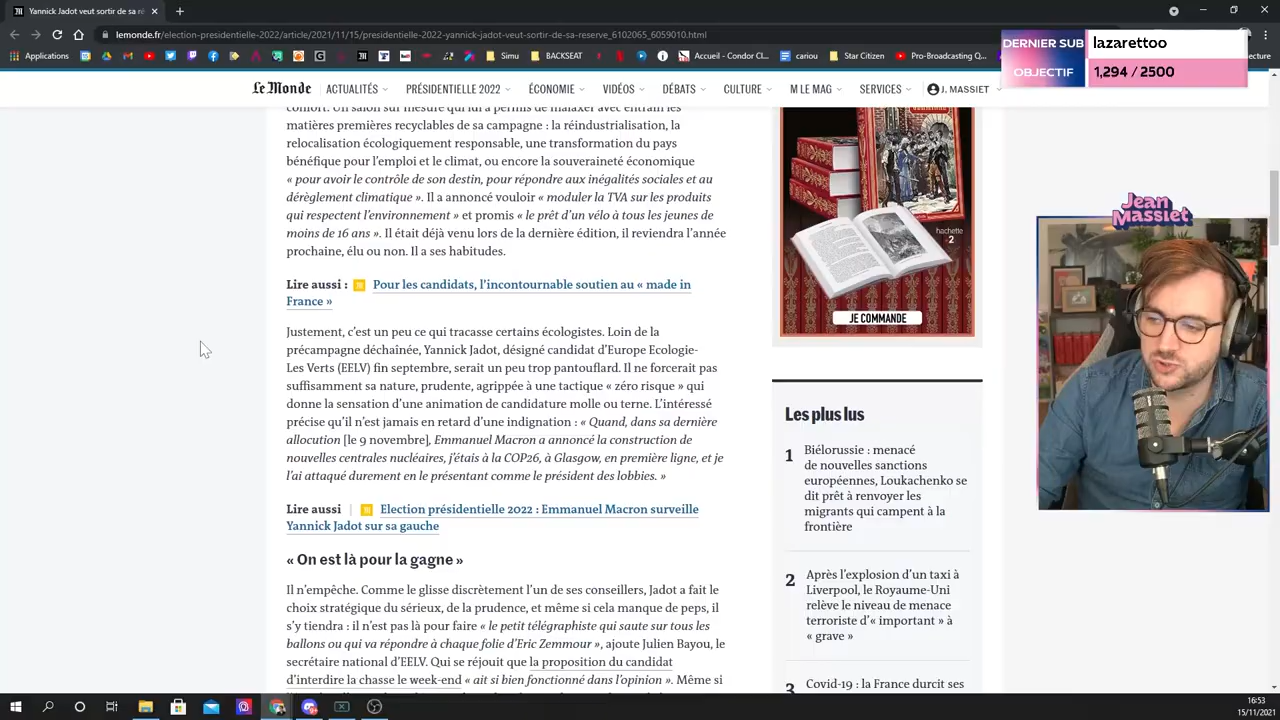 Yannick Jadot veut sortir de sa ré
lemonde.fr/election-presidentielle-2022/article/2021/11/15/presidentielle-2022-yannick-jadot-veut-sortir-de-sa-reserve_6102065_6059010.html
Applications
Simu
BACKSEAT
Accueil - Condor Cl...
cariou
Star Citizen
Pro-Broadcasting Q...
DERNIER SUB
lazarettoo
OBJECTIF
1,294 / 2500
Le Monde
ACTUALITÉS
PRÉSIDENTIELLE 2022
ÉCONOMIE
VIDÉOS
DÉBATS
CULTURE
M LE MAG
SERVICES
J. MASSIET
confort. Un salon sur mesure qui lui a permis de malaxer avec entrain les
matières premières recyclables de sa campagne : la réindustrialisation, la
relocalisation écologiquement responsable, une transformation du pays
bénéfique pour l'emploi et le climat, ou encore la souveraineté économique
« pour avoir le contrôle de son destin, pour répondre aux inégalités sociales et au
dérèglement climatique ». Il a annoncé vouloir « moduler la TVA sur les produits
qui respectent l'environnement » et promis « le prêt d'un vélo à tous les jeunes de
moins de 16 ans ». Il était déjà venu lors de la dernière édition, il reviendra l'année
prochaine, élu ou non. Il a ses habitudes.
Lire aussi : Pour les candidats, l'incontournable soutien au « made in
France »
Justement, c'est un peu ce qui tracasse certains écologistes. Loin de la
précampagne déchaînée, Yannick Jadot, désigné candidat d'Europe Ecologie-
Les Verts (EELV) fin septembre, serait un peu trop pantouflard. Il ne forcerait pas
suffisamment sa nature, prudente, agrippée à une tactique « zéro risque » qui
donne la sensation d'une animation de candidature molle ou terne. L'intéressé
précise qu'il n'est jamais en retard d'une indignation : « Quand, dans sa dernière
allocution [le 9 novembre], Emmanuel Macron a annoncé la construction de
nouvelles centrales nucléaires, j'étais à la COP26, à Glasgow, en première ligne, et je
l'ai attaqué durement en le présentant comme le président des lobbies. »
Lire aussi | Election présidentielle 2022 : Emmanuel Macron surveille
Yannick Jadot sur sa gauche
« On est là pour la gagne »
Il n'empêche. Comme le glisse discrètement l'un de ses conseillers, Jadot a fait le
choix stratégique du sérieux, de la prudence, et même si cela manque de peps, il
s'y tiendra : il n'est pas là pour faire « le petit télégraphiste qui saute sur tous les
ballons ou qui va répondre à chaque folie d'Eric Zemmour », ajoute Julien Bayou, le
secrétaire national d'EELV. Qui se réjouit que la proposition du candidat
d'interdire la chasse le week-end « ait si bien fonctionné dans l'opinion ». Même si
hachette
JE COMMANDE
Les plus lus
1
Biélorussie : menacé
de nouvelles sanctions
européennes, Loukachenko se
dit prêt à renvoyer les
migrants qui campent à la
frontière
2
Après l'explosion d'un taxi à
Liverpool, le Royaume-Uni
relève le niveau de menace
terroriste d'« important » à
« grave »
3
Covid-19 : la France durcit ses
Jean
Massiet
16:53
15/11/2021